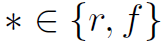 ∗ ∈ {r, f}